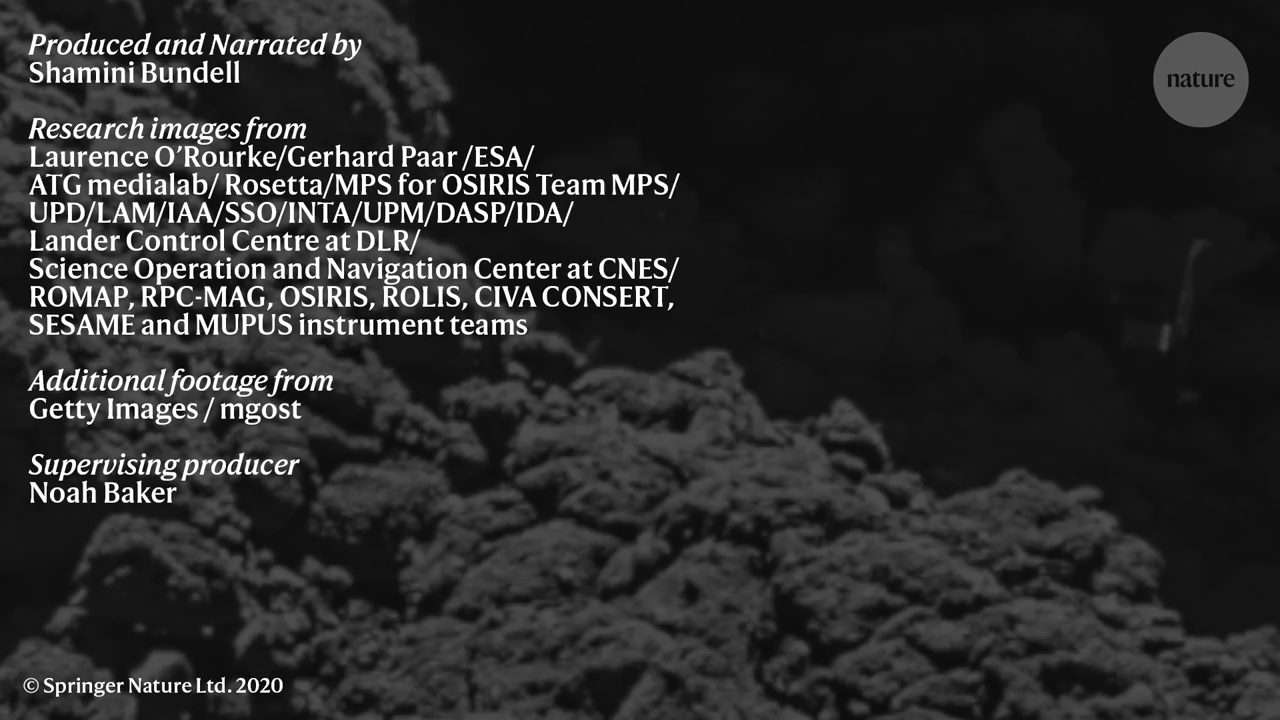 Produced and Narrated by
Shamini Bundell
nature
Research images from
Laurence O’Rourke/Gerhard Paar /ESA/
ATG medialab/ Rosetta/MPS for OSIRIS Team MPS/
UPD/LAM/IAA/SSO/INTA/UPM/DASP/IDA/
Lander Control Centre at DLR/
Science Operation and Navigation Center at CNES/
ROMAP, RPC-MAG, OSIRIS, ROLIS, CIVA CONSERT,
SESAME and MUPUS instrument teams
Additional footage from
Getty Images / mgost
Supervising producer
Noah Baker
© Springer Nature Ltd. 2020